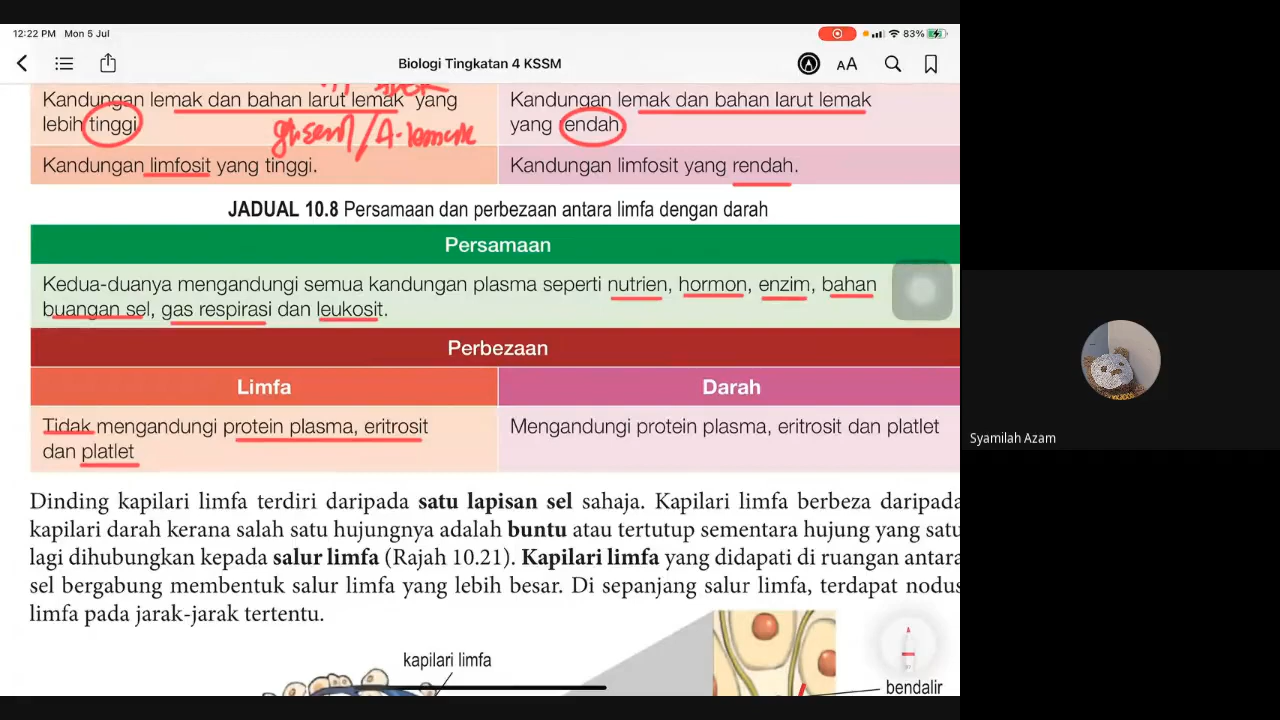 12:22 PM Mon 5 Jul
83%
Biologi Tingkatan 4 KSSM
AA
Kandungan lemak dan bahan larut lemak yang
lebih tinggi
gliserol / A. lemak
Kandungan lemak dan bahan larut lemak
yang rendah.
Kandungan limfosit yang tinggi.
Kandungan limfosit yang rendah.
JADUAL 10.8 Persamaan dan perbezaan antara limfa dengan darah
Persamaan
Kedua-duanya mengandungi semua kandungan plasma seperti nutrien, hormon, enzim, bahan
buangan sel, gas respirasi dan leukosit.
Perbezaan
Limfa
Darah
Tidak mengandungi protein plasma, eritrosit
dan platlet
Mengandungi protein plasma, eritrosit dan platlet
Dinding kapilari limfa terdiri daripada satu lapisan sel sahaja. Kapilari limfa berbeza daripada
kapilari darah kerana salah satu hujungnya adalah buntu atau tertutup sementara hujung yang satu
lagi dihubungkan kepada salur limfa (Rajah 10.21). Kapilari limfa yang didapati di ruangan antara
sel bergabung membentuk salur limfa yang lebih besar. Di sepanjang salur limfa, terdapat nodus
limfa pada jarak-jarak tertentu.
kapilari limfa
bendalir
Syamilah Azam